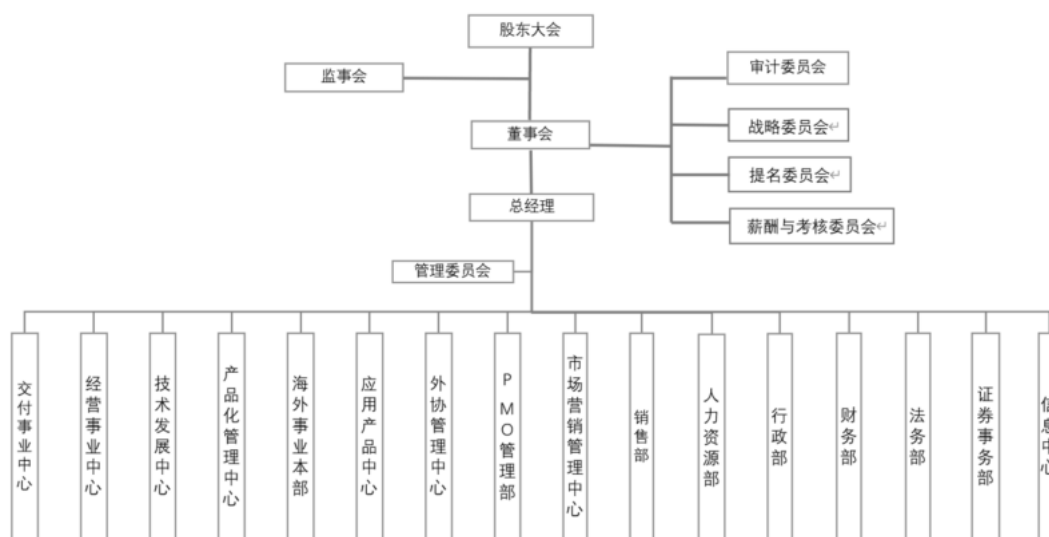 股东大会
监事会
审计委员会
董事会
战略委员会
提名委员会
总经理
薪酬与考核委员会
管理委员会
交付事业中心
经营事业中心
技术发展中心
产品化管理中心
海外事业本部
应用产品中心
外协管理中心
PMO管理部
市场营销管理中心
销售部
人力资源部
行政部
财务部
法务部
证券事务部
信息中心